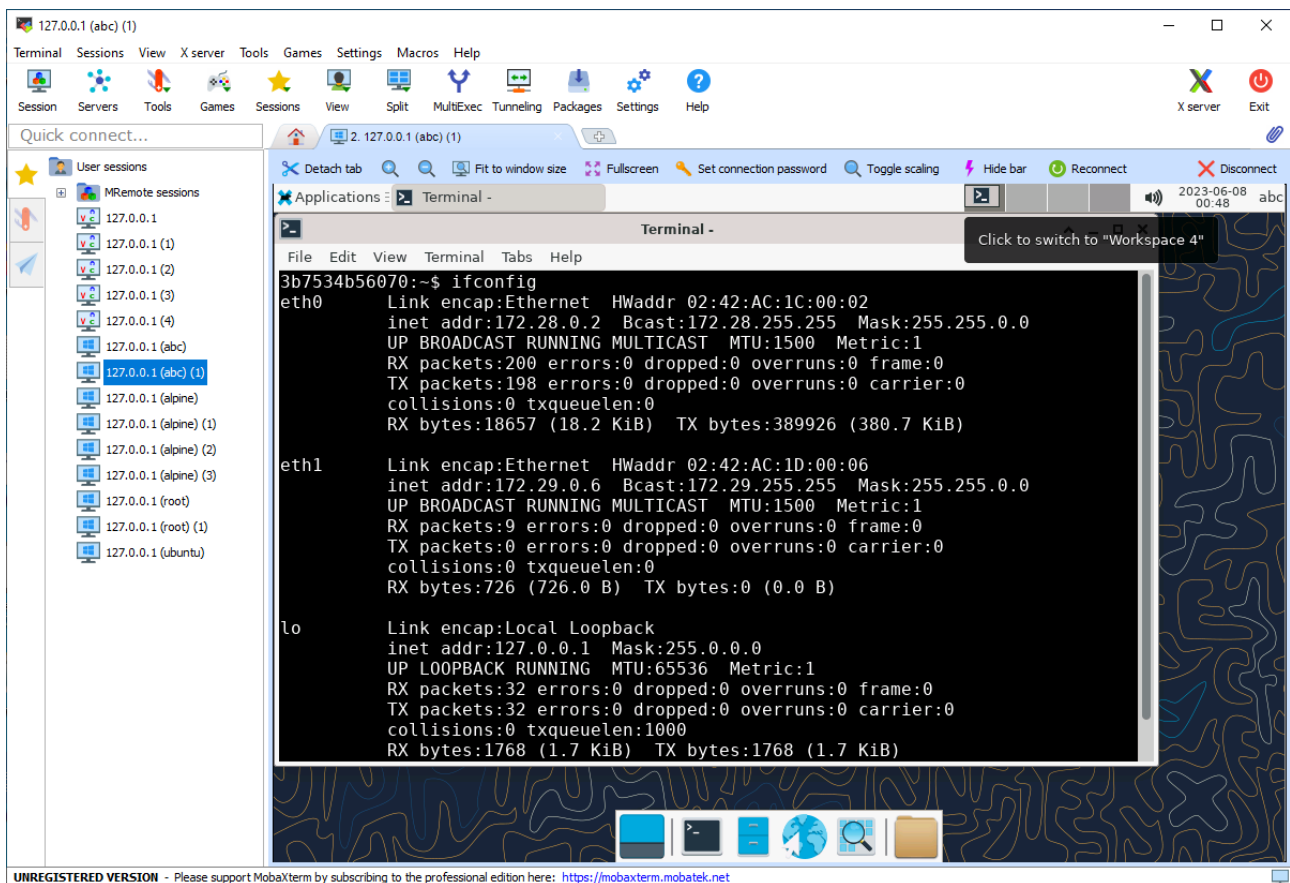 127.0.0.1 (abc) (1)
Terminal Sessions View X server Tools Games Settings Macros Help
Session Servers Tools Games Sessions View Split MultiExec Tunneling Packages Settings Help X server Exit
Quick connect...
2. 127.0.0.1 (abc) (1)
User sessions
MRemote sessions
127.0.0.1
127.0.0.1 (1)
127.0.0.1 (2)
127.0.0.1 (3)
127.0.0.1 (4)
127.0.0.1 (abc)
127.0.0.1 (abc) (1)
127.0.0.1 (alpine)
127.0.0.1 (alpine) (1)
127.0.0.1 (alpine) (2)
127.0.0.1 (alpine) (3)
127.0.0.1 (root)
127.0.0.1 (root) (1)
127.0.0.1 (ubuntu)
Detach tab Fit to window size Fullscreen Set connection password Toggle scaling Hide bar Reconnect Disconnect
Applications Terminal - 2023-06-08 abc
00:48
Terminal -
Click to switch to "Workspace 4"
File Edit View Terminal Tabs Help
3b7534b56070:~$ ifconfig
eth0 Link encap:Ethernet HWaddr 02:42:AC:1C:00:02
inet addr:172.28.0.2 Bcast:172.28.255.255 Mask:255.255.0.0
UP BROADCAST RUNNING MULTICAST MTU:1500 Metric:1
RX packets:200 errors:0 dropped:0 overruns:0 frame:0
TX packets:198 errors:0 dropped:0 overruns:0 carrier:0
collisions:0 txqueuelen:0
RX bytes:18657 (18.2 KiB) TX bytes:389926 (380.7 KiB)
eth1 Link encap:Ethernet HWaddr 02:42:AC:1D:00:06
inet addr:172.29.0.6 Bcast:172.29.255.255 Mask:255.255.0.0
UP BROADCAST RUNNING MULTICAST MTU:1500 Metric:1
RX packets:9 errors:0 dropped:0 overruns:0 frame:0
TX packets:0 errors:0 dropped:0 overruns:0 carrier:0
collisions:0 txqueuelen:0
RX bytes:726 (726.0 B) TX bytes:0 (0.0 B)
lo Link encap:Local Loopback
inet addr:127.0.0.1 Mask:255.0.0.0
UP LOOPBACK RUNNING MTU:65536 Metric:1
RX packets:32 errors:0 dropped:0 overruns:0 frame:0
TX packets:32 errors:0 dropped:0 overruns:0 carrier:0
collisions:0 txqueuelen:1000
RX bytes:1768 (1.7 KiB) TX bytes:1768 (1.7 KiB)
UNREGISTERED VERSION - Please support MobaXterm by subscribing to the professional edition here: https://mobaxterm.mobatek.net